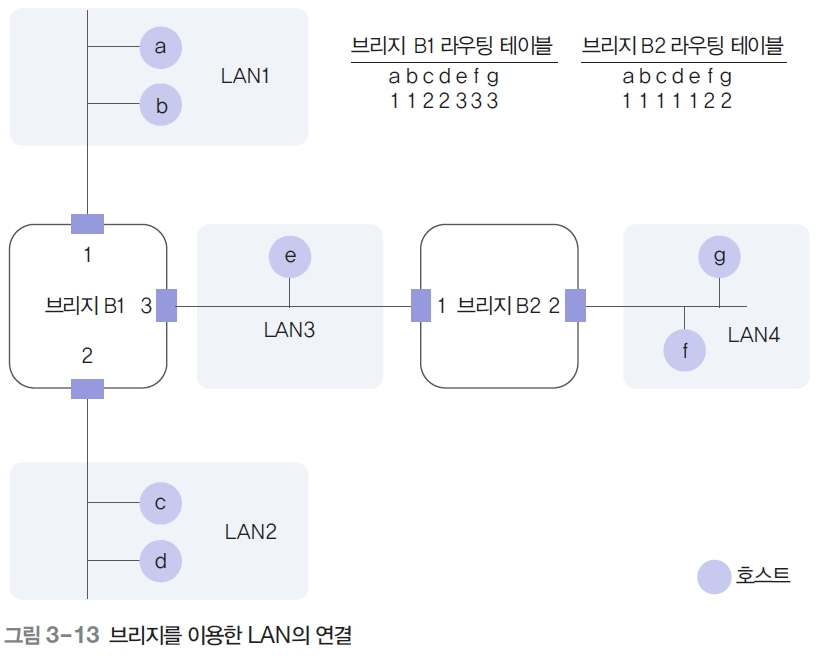 a
b
LAN1
브리지 B1 라우팅 테이블
a b c d e f g
1 1 2 2 3 3 3
브리지 B2 라우팅 테이블
a b c d e f g
1 1 1 1 1 2 2
1
브리지 B1 3
2
e
LAN3
1 브리지 B2 2
g
f
LAN4
c
d
LAN2
호스트
그림 3-13 브리지를 이용한 LAN의 연결